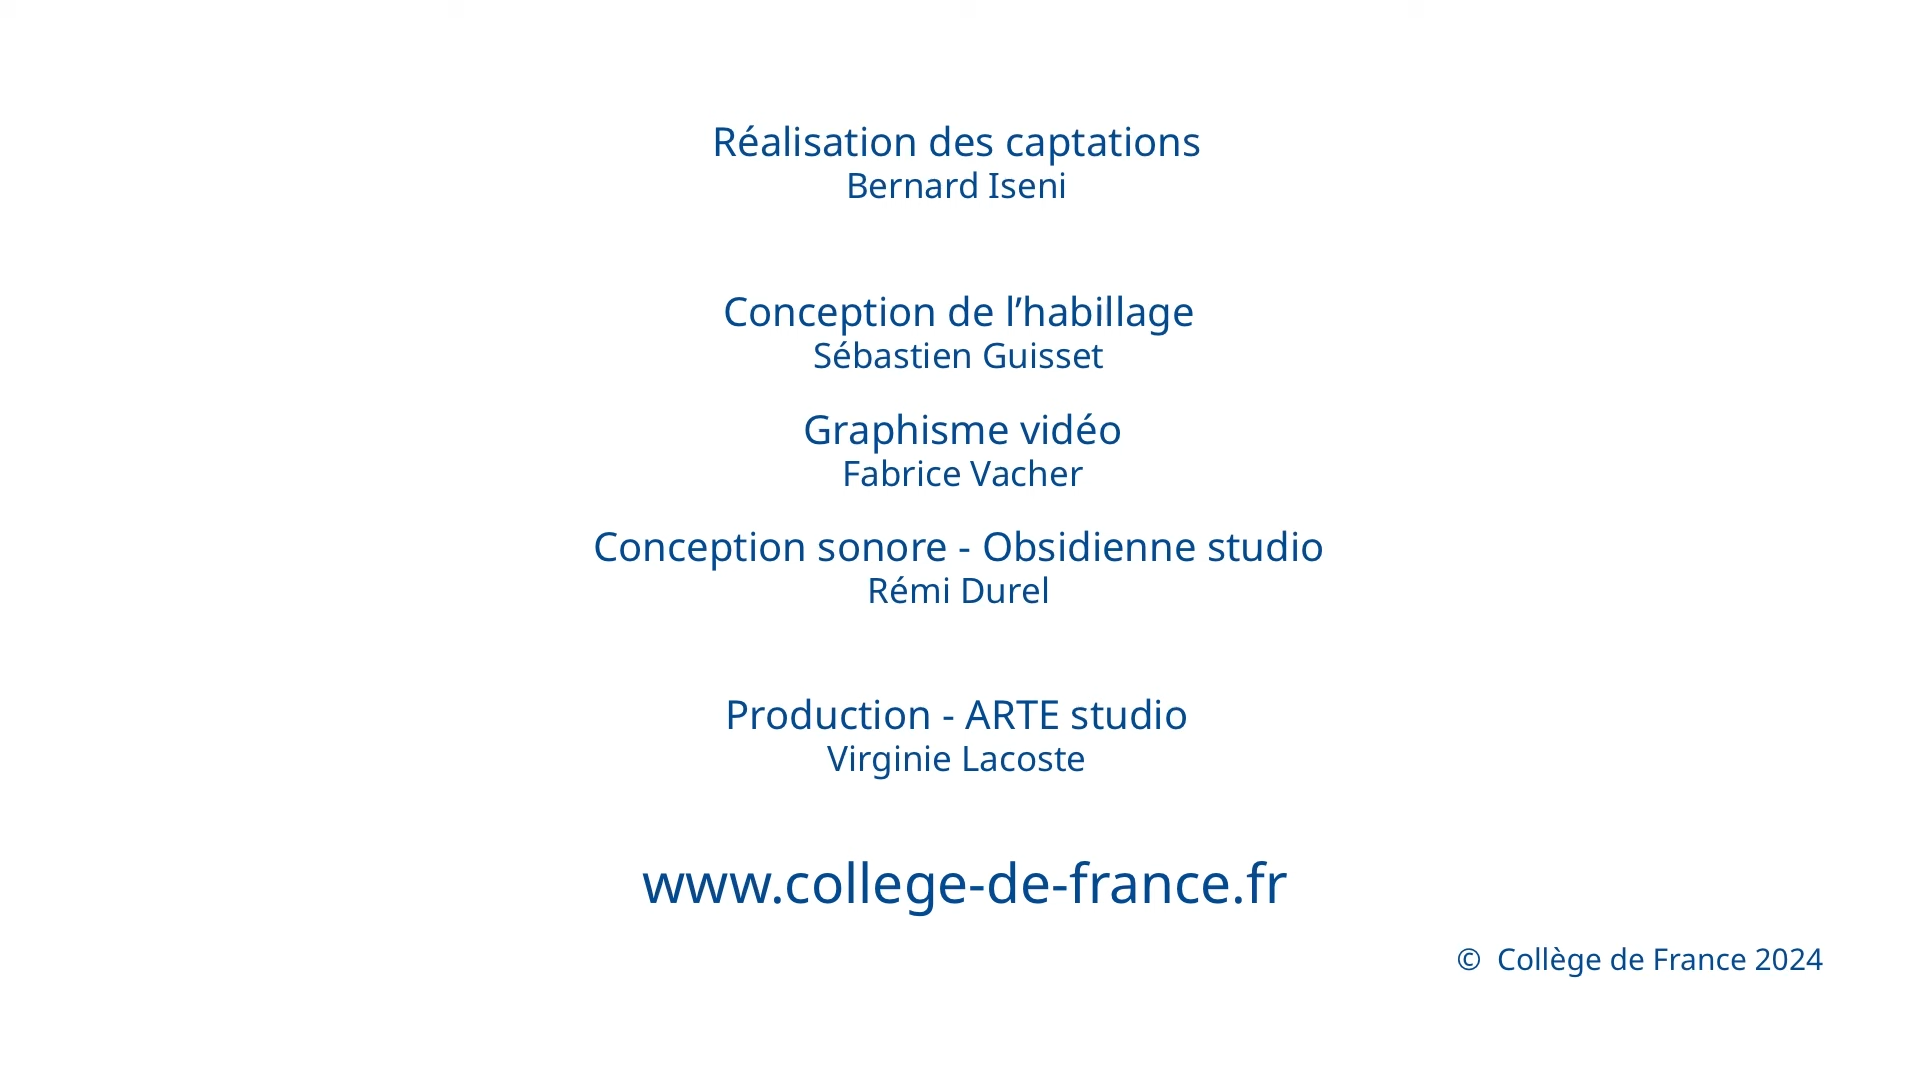 Réalisation des captations
Bernard Iseni
Conception de l’habillage
Sébastien Guisset
Graphisme vidéo
Fabrice Vacher
Conception sonore - Obsidienne studio
Rémi Durel
Production - ARTE studio
Virginie Lacoste
www.college-de-france.fr
© Collège de France 2024